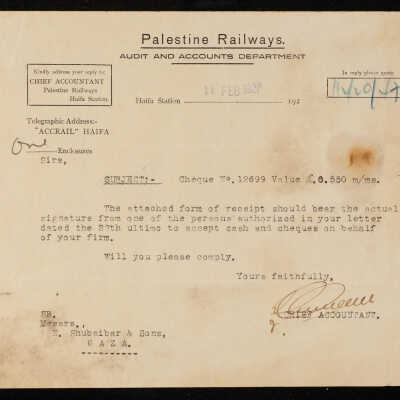 Palestine Railways.
AUDIT AND ACCOUNTS DEPARTMENT
Kindly address your reply to:
CHIEF ACCOUNTANT
Palestine Railways
Haifa Station.
In reply please quote
Haifa Station FEB 192
Telegraphic Address:-
"ACCRAIL" HAIFA
One Enclosures
Sirs,
SUBJECT:- Cheque No. 12699 Value £.6.550 m/ms.
The attached form of receipt should bear the actual
signature from one of the persons authorized in your letter
dated the ultimo to accept cash and cheques on behalf
of your firm.
Will you please comply.
Yours faithfully,
CHIEF ACCOUNTANT.
Messrs.,
Shubaibar & Sons,
G A Z A.